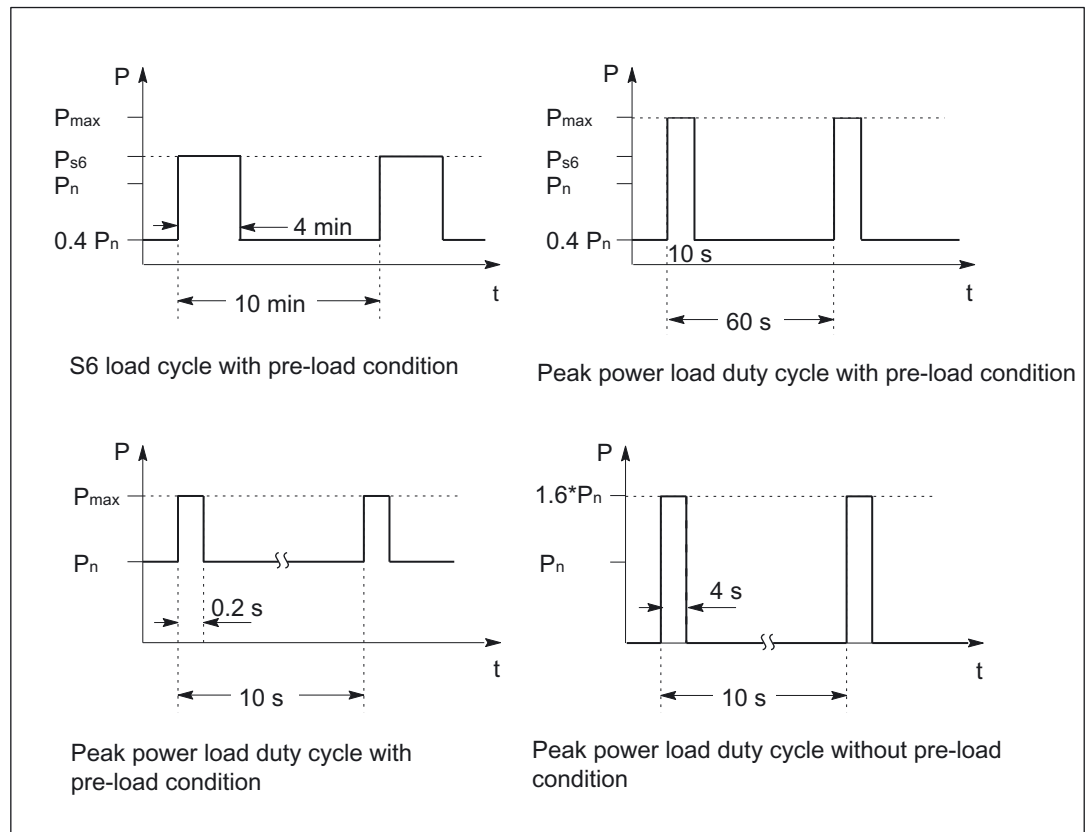 P
Pmax
Ps6
Pn
0.4 Pn
4 min
10 min
t
S6 load cycle with pre-load condition
P
Pmax
Ps6
Pn
0.4 Pn
10 s
60 s
t
Peak power load duty cycle with pre-load condition
P
Pmax
Pn
0.2 s
10 s
t
Peak power load duty cycle with
pre-load condition
P
1.6*Pn
Pn
4 s
10 s
t
Peak power load duty cycle without pre-load
condition